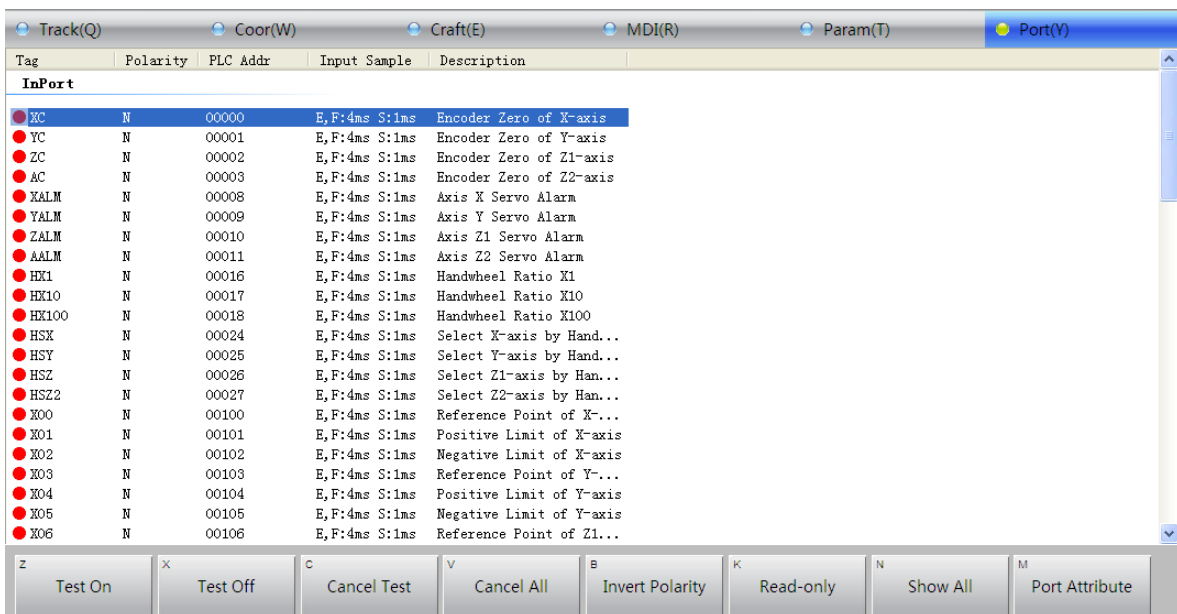 Track(Q) Coor(W) Craft(E) MDI(R) Param(T) Port(Y)
Tag Polarity PLC Addr Input Sample Description
InPort
XC N 00000 E,F:4ms S:1ms Encoder Zero of X-axis
YC N 00001 E,F:4ms S:1ms Encoder Zero of Y-axis
ZC N 00002 E,F:4ms S:1ms Encoder Zero of Z1-axis
AC N 00003 E,F:4ms S:1ms Encoder Zero of Z2-axis
XALM N 00008 E,F:4ms S:1ms Axis X Servo Alarm
YALM N 00009 E,F:4ms S:1ms Axis Y Servo Alarm
ZALM N 00010 E,F:4ms S:1ms Axis Z1 Servo Alarm
AALM N 00011 E,F:4ms S:1ms Axis Z2 Servo Alarm
HX1 N 00016 E,F:4ms S:1ms Handwheel Ratio X1
HX10 N 00017 E,F:4ms S:1ms Handwheel Ratio X10
HX100 N 00018 E,F:4ms S:1ms Handwheel Ratio X100
HSX N 00024 E,F:4ms S:1ms Select X-axis by Hand...
HSY N 00025 E,F:4ms S:1ms Select Y-axis by Hand...
HSZ N 00026 E,F:4ms S:1ms Select Z1-axis by Han...
HSZ2 N 00027 E,F:4ms S:1ms Select Z2-axis by Han...
X00 N 00100 E,F:4ms S:1ms Reference Point of X-...
X01 N 00101 E,F:4ms S:1ms Positive Limit of X-axis
X02 N 00102 E,F:4ms S:1ms Negative Limit of X-axis
X03 N 00103 E,F:4ms S:1ms Reference Point of Y-...
X04 N 00104 E,F:4ms S:1ms Positive Limit of Y-axis
X05 N 00105 E,F:4ms S:1ms Negative Limit of Y-axis
X06 N 00106 E,F:4ms S:1ms Reference Point of Z1...
Z X C V B K N M
Test On Test Off Cancel Test Cancel All Invert Polarity Read-only Show All Port Attribute